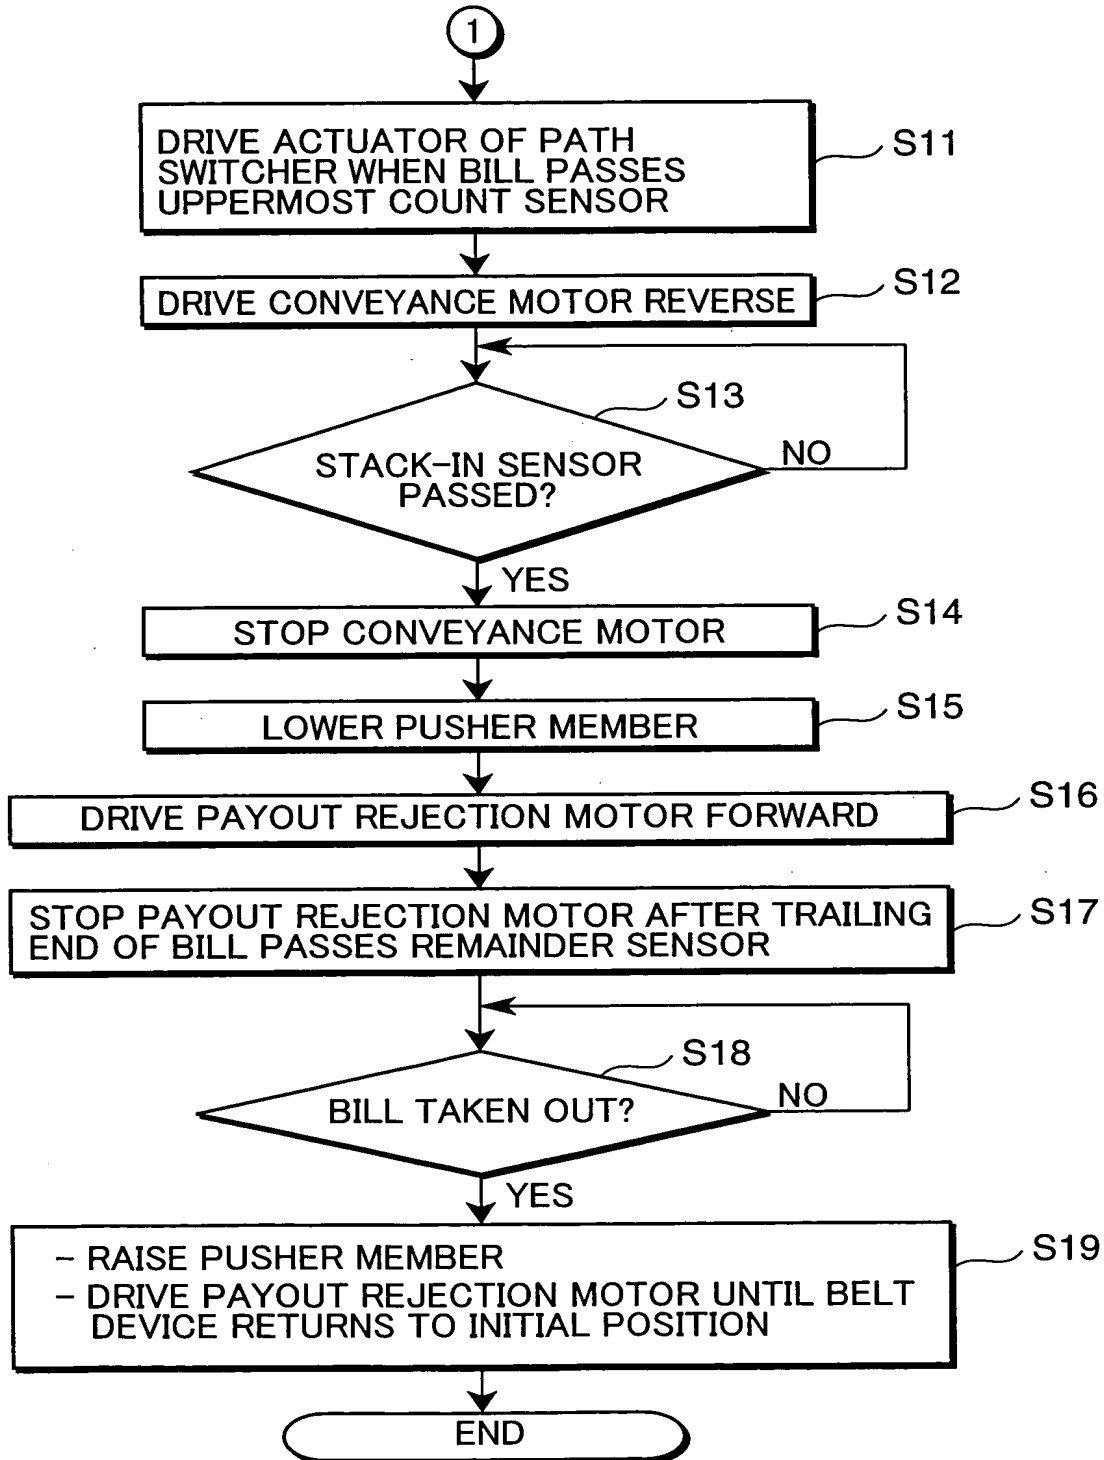 1
DRIVE ACTUATOR OF PATH
SWITCHER WHEN BILL PASSES
UPPERMOST COUNT SENSOR
S11
DRIVE CONVEYANCE MOTOR REVERSE
S12
S13
STACK-IN SENSOR
PASSED?
NO
YES
STOP CONVEYANCE MOTOR
S14
LOWER PUSHER MEMBER
S15
DRIVE PAYOUT REJECTION MOTOR FORWARD
S16
STOP PAYOUT REJECTION MOTOR AFTER TRAILING
END OF BILL PASSES REMAINDER SENSOR
S17
S18
BILL TAKEN OUT?
NO
YES
- RAISE PUSHER MEMBER
- DRIVE PAYOUT REJECTION MOTOR UNTIL BELT
DEVICE RETURNS TO INITIAL POSITION
S19
END